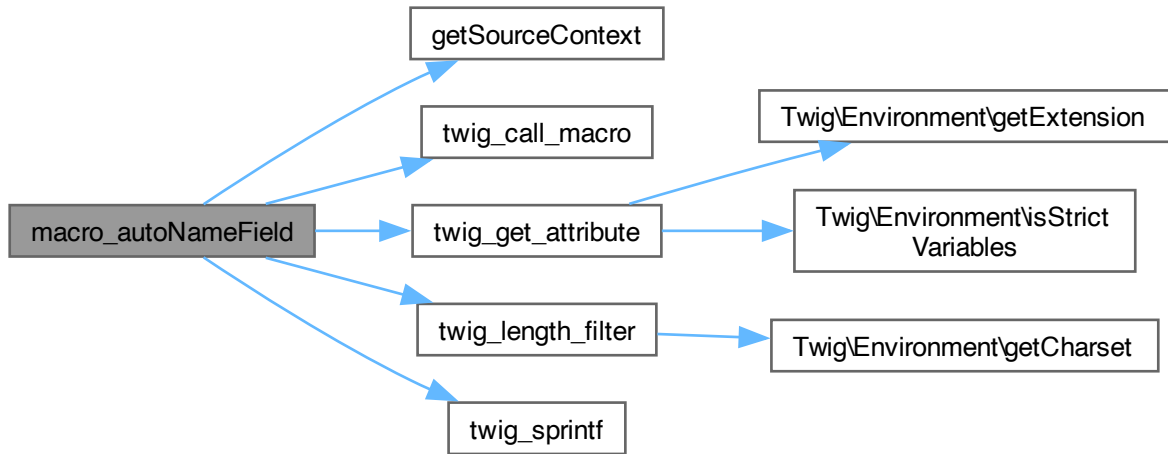 getSourceContext
twig_call_macro
Twig\Environment\getExtension
macro_autoNameField
twig_get_attribute
Twig\Environment\isStrict
Variables
twig_length_filter
Twig\Environment\getCharset
twig_sprintf